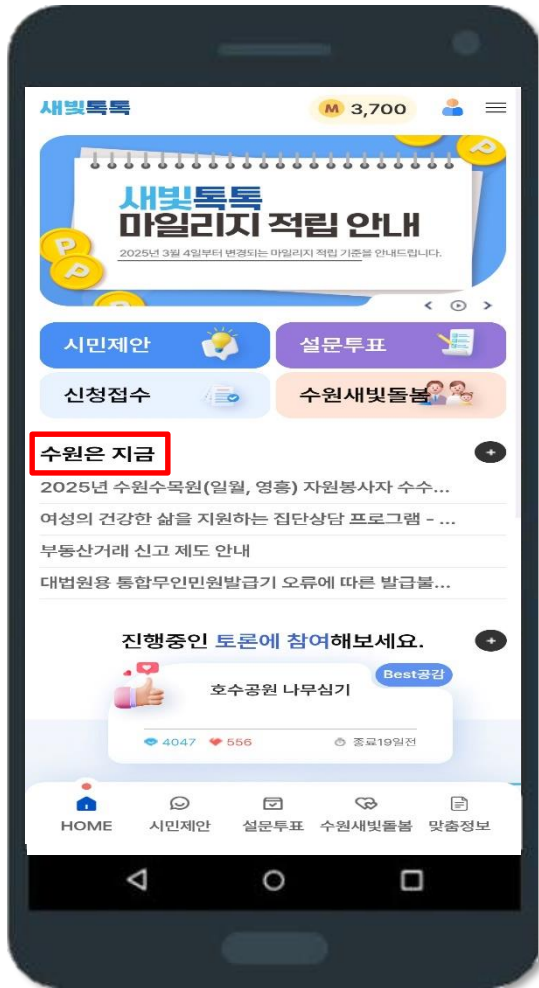 새빛톡톡
M 3,700
새빛톡톡
마일리지 적립 안내
2025년 3월 4일부터 변경되는 마일리지 적립 기준을 안내드립니다.
시민제안
설문투표
신청접수
수원새빛돌봄
수원은 지금
2025년 수원수목원(일월, 영흥) 자원봉사자 수수...
여성의 건강한 삶을 지원하는 집단상담 프로그램 - ...
부동산거래 신고 제도 안내
대법원용 통합무인민원발급기 오류에 따른 발급불...
진행중인 토론에 참여해보세요.
Best공감
호수공원 나무심기
4047 556 종료19일전
HOME 시민제안 설문투표 수원새빛돌봄 맞춤정보